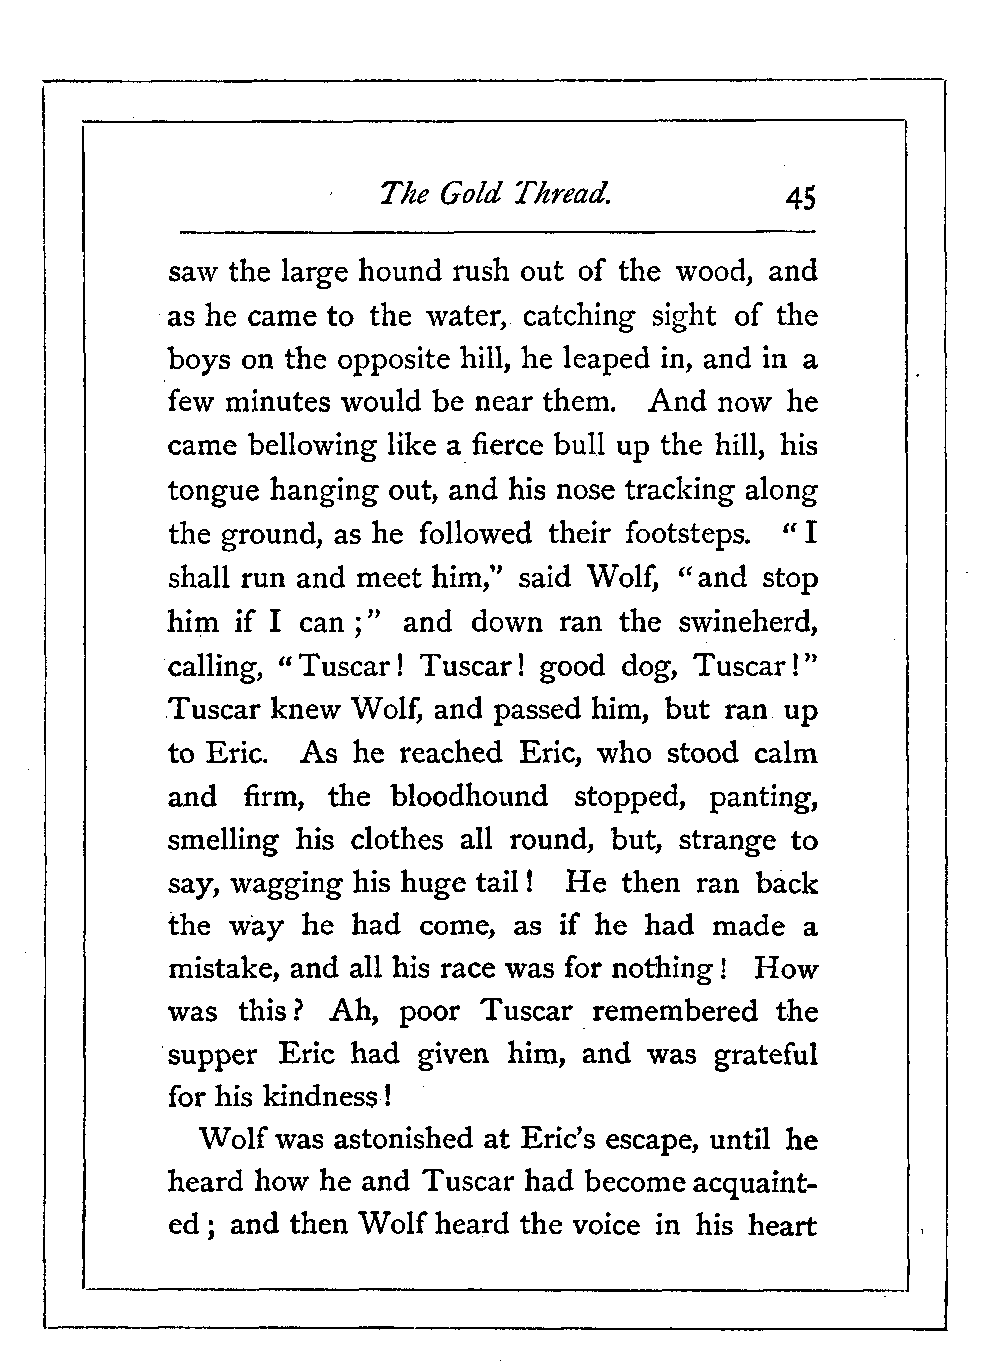 The Gold Thread. 45
saw the large hound rush out of the wood, and
as he came to the water, catching sight of the
boys on the opposite hill, he leaped in, and in a
few minutes would be near them. And now he
came bellowing like a fierce bull up the hill, his
tongue hanging out, and his nose tracking along
the ground, as he followed their footsteps. "I
shall run and meet him," said Wolf, "and stop
him if I can;" and down ran the swineherd,
calling, "Tuscar! Tuscar! good dog, Tuscar!"
Tuscar knew Wolf, and passed him, but ran up
to Eric. As he reached Eric, who stood calm
and firm, the bloodhound stopped, panting,
smelling his clothes all round, but, strange to
say, wagging his huge tail! He then ran back
the way he had come, as if he had made a
mistake, and all his race was for nothing! How
was this? Ah, poor Tuscar remembered the
supper Eric had given him, and was grateful
for his kindness!
Wolf was astonished at Eric's escape, until he
heard how he and Tuscar had become acquaint-
ed; and then Wolf heard the voice in his heart